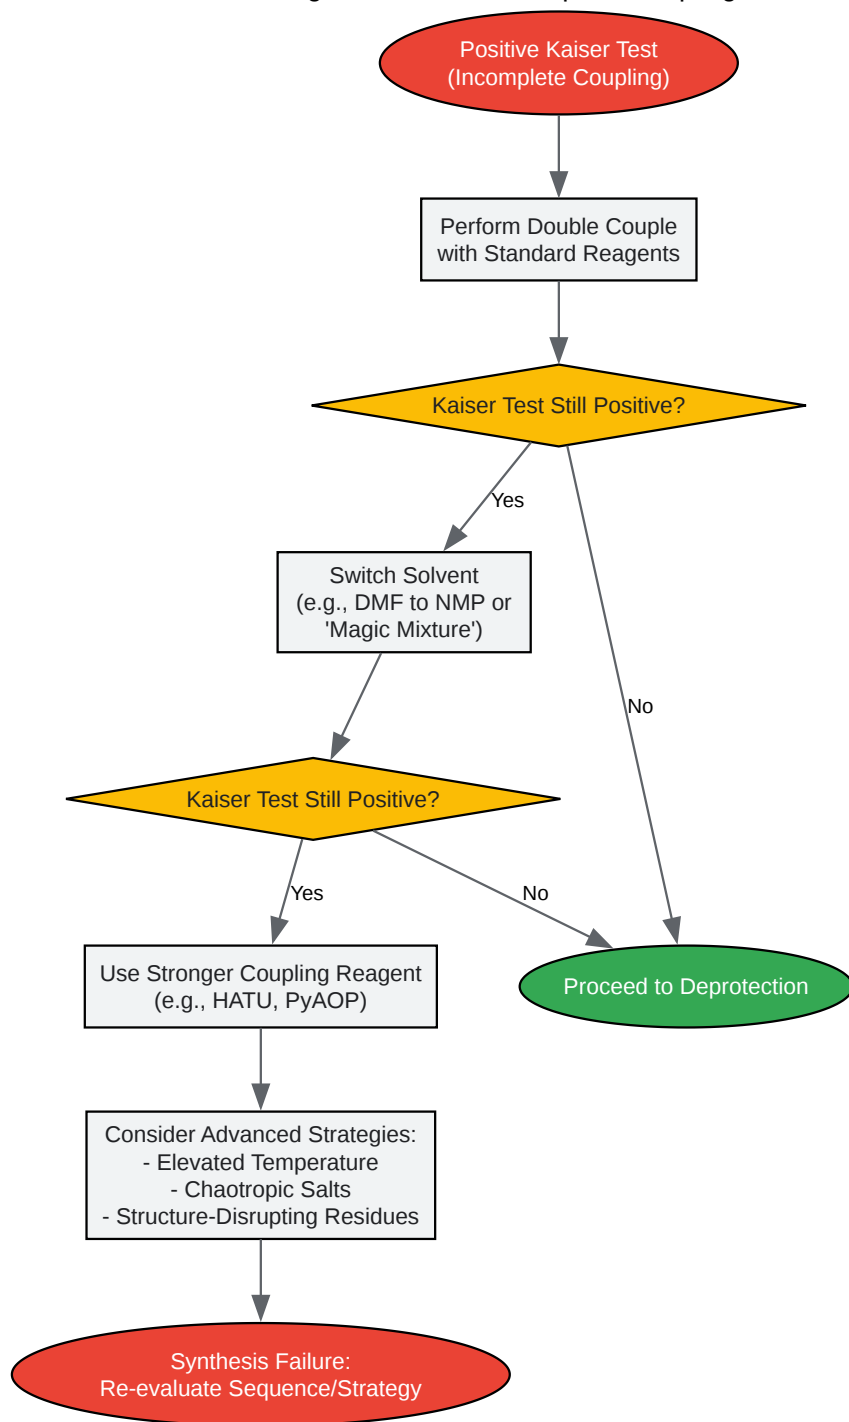 Positive Kaiser Test
(Incomplete Coupling)
Perform Double Couple
with Standard Reagents
Kaiser Test Still Positive?
Yes
Switch Solvent
(e.g., DMF to NMP or
'Magic Mixture')
No
Kaiser Test Still Positive?
Yes
No
Use Stronger Coupling Reagent
(e.g., HATU, PyAOP)
Proceed to Deprotection
Consider Advanced Strategies:
- Elevated Temperature
- Chaotropic Salts
- Structure-Disrupting Residues
Synthesis Failure:
Re-evaluate Sequence/Strategy